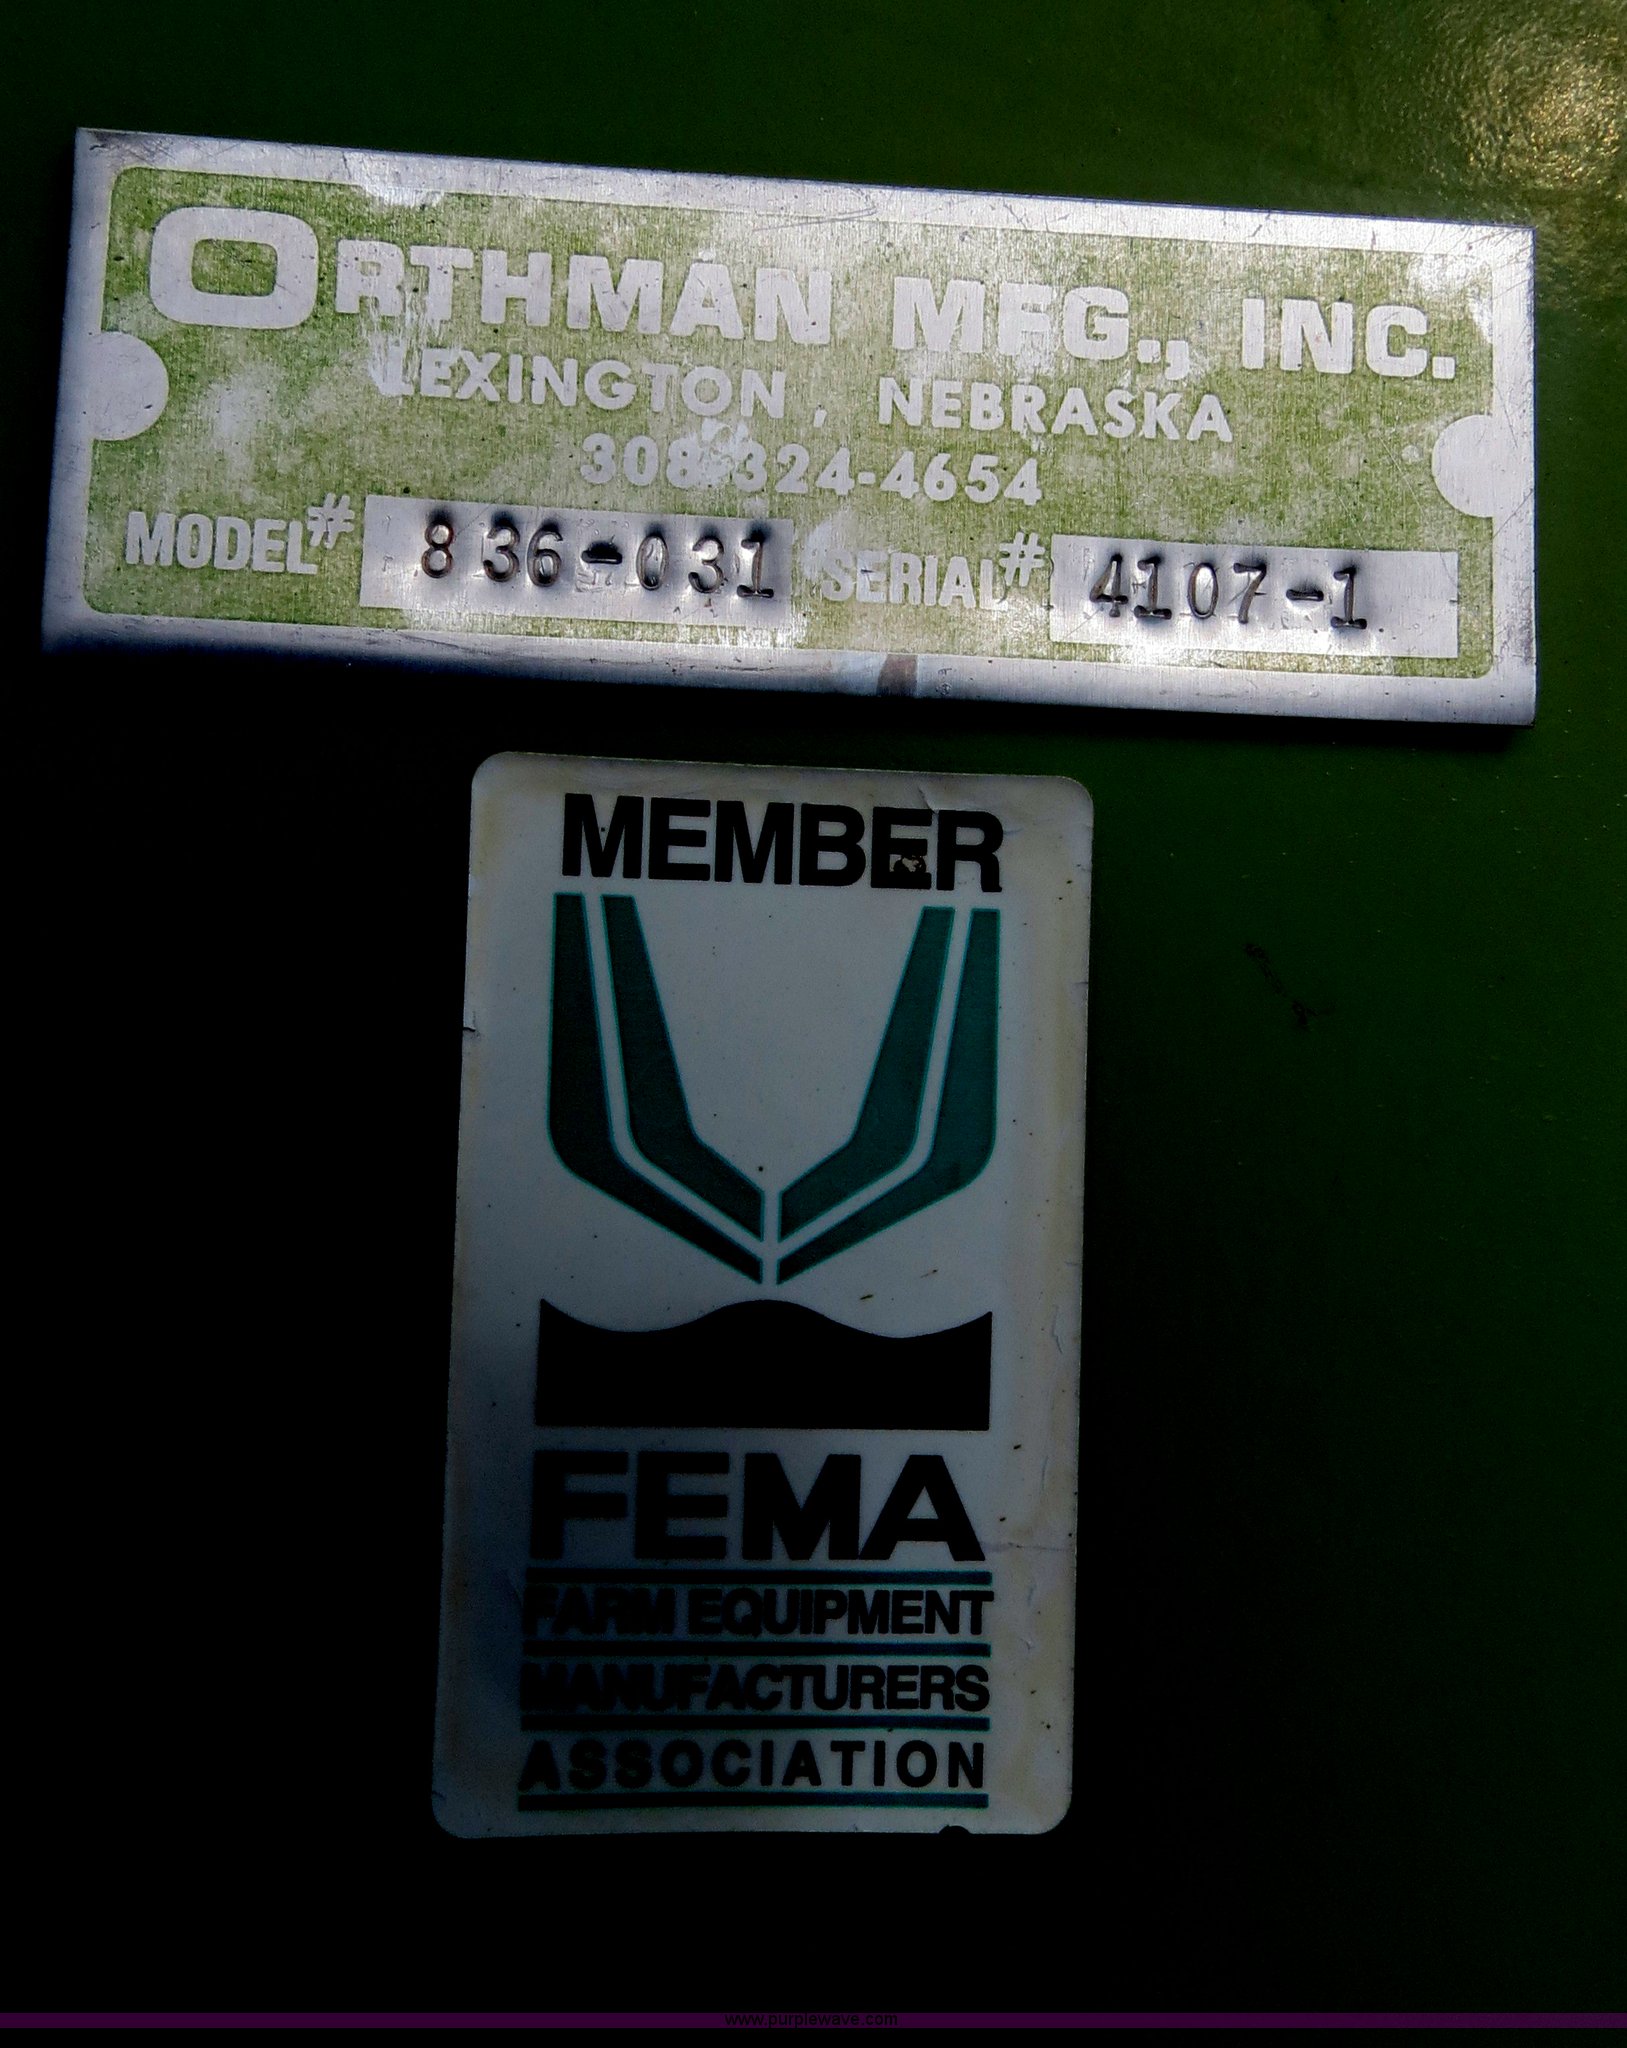 ORTHMAN MFG., INC.
LEXINGTON, NEBRASKA
308-324-4654
MODEL# 836-031 SERIAL# 4107-1
MEMBER
FEMA
FARM EQUIPMENT
MANUFACTURERS
ASSOCIATION
www.purplewave.com